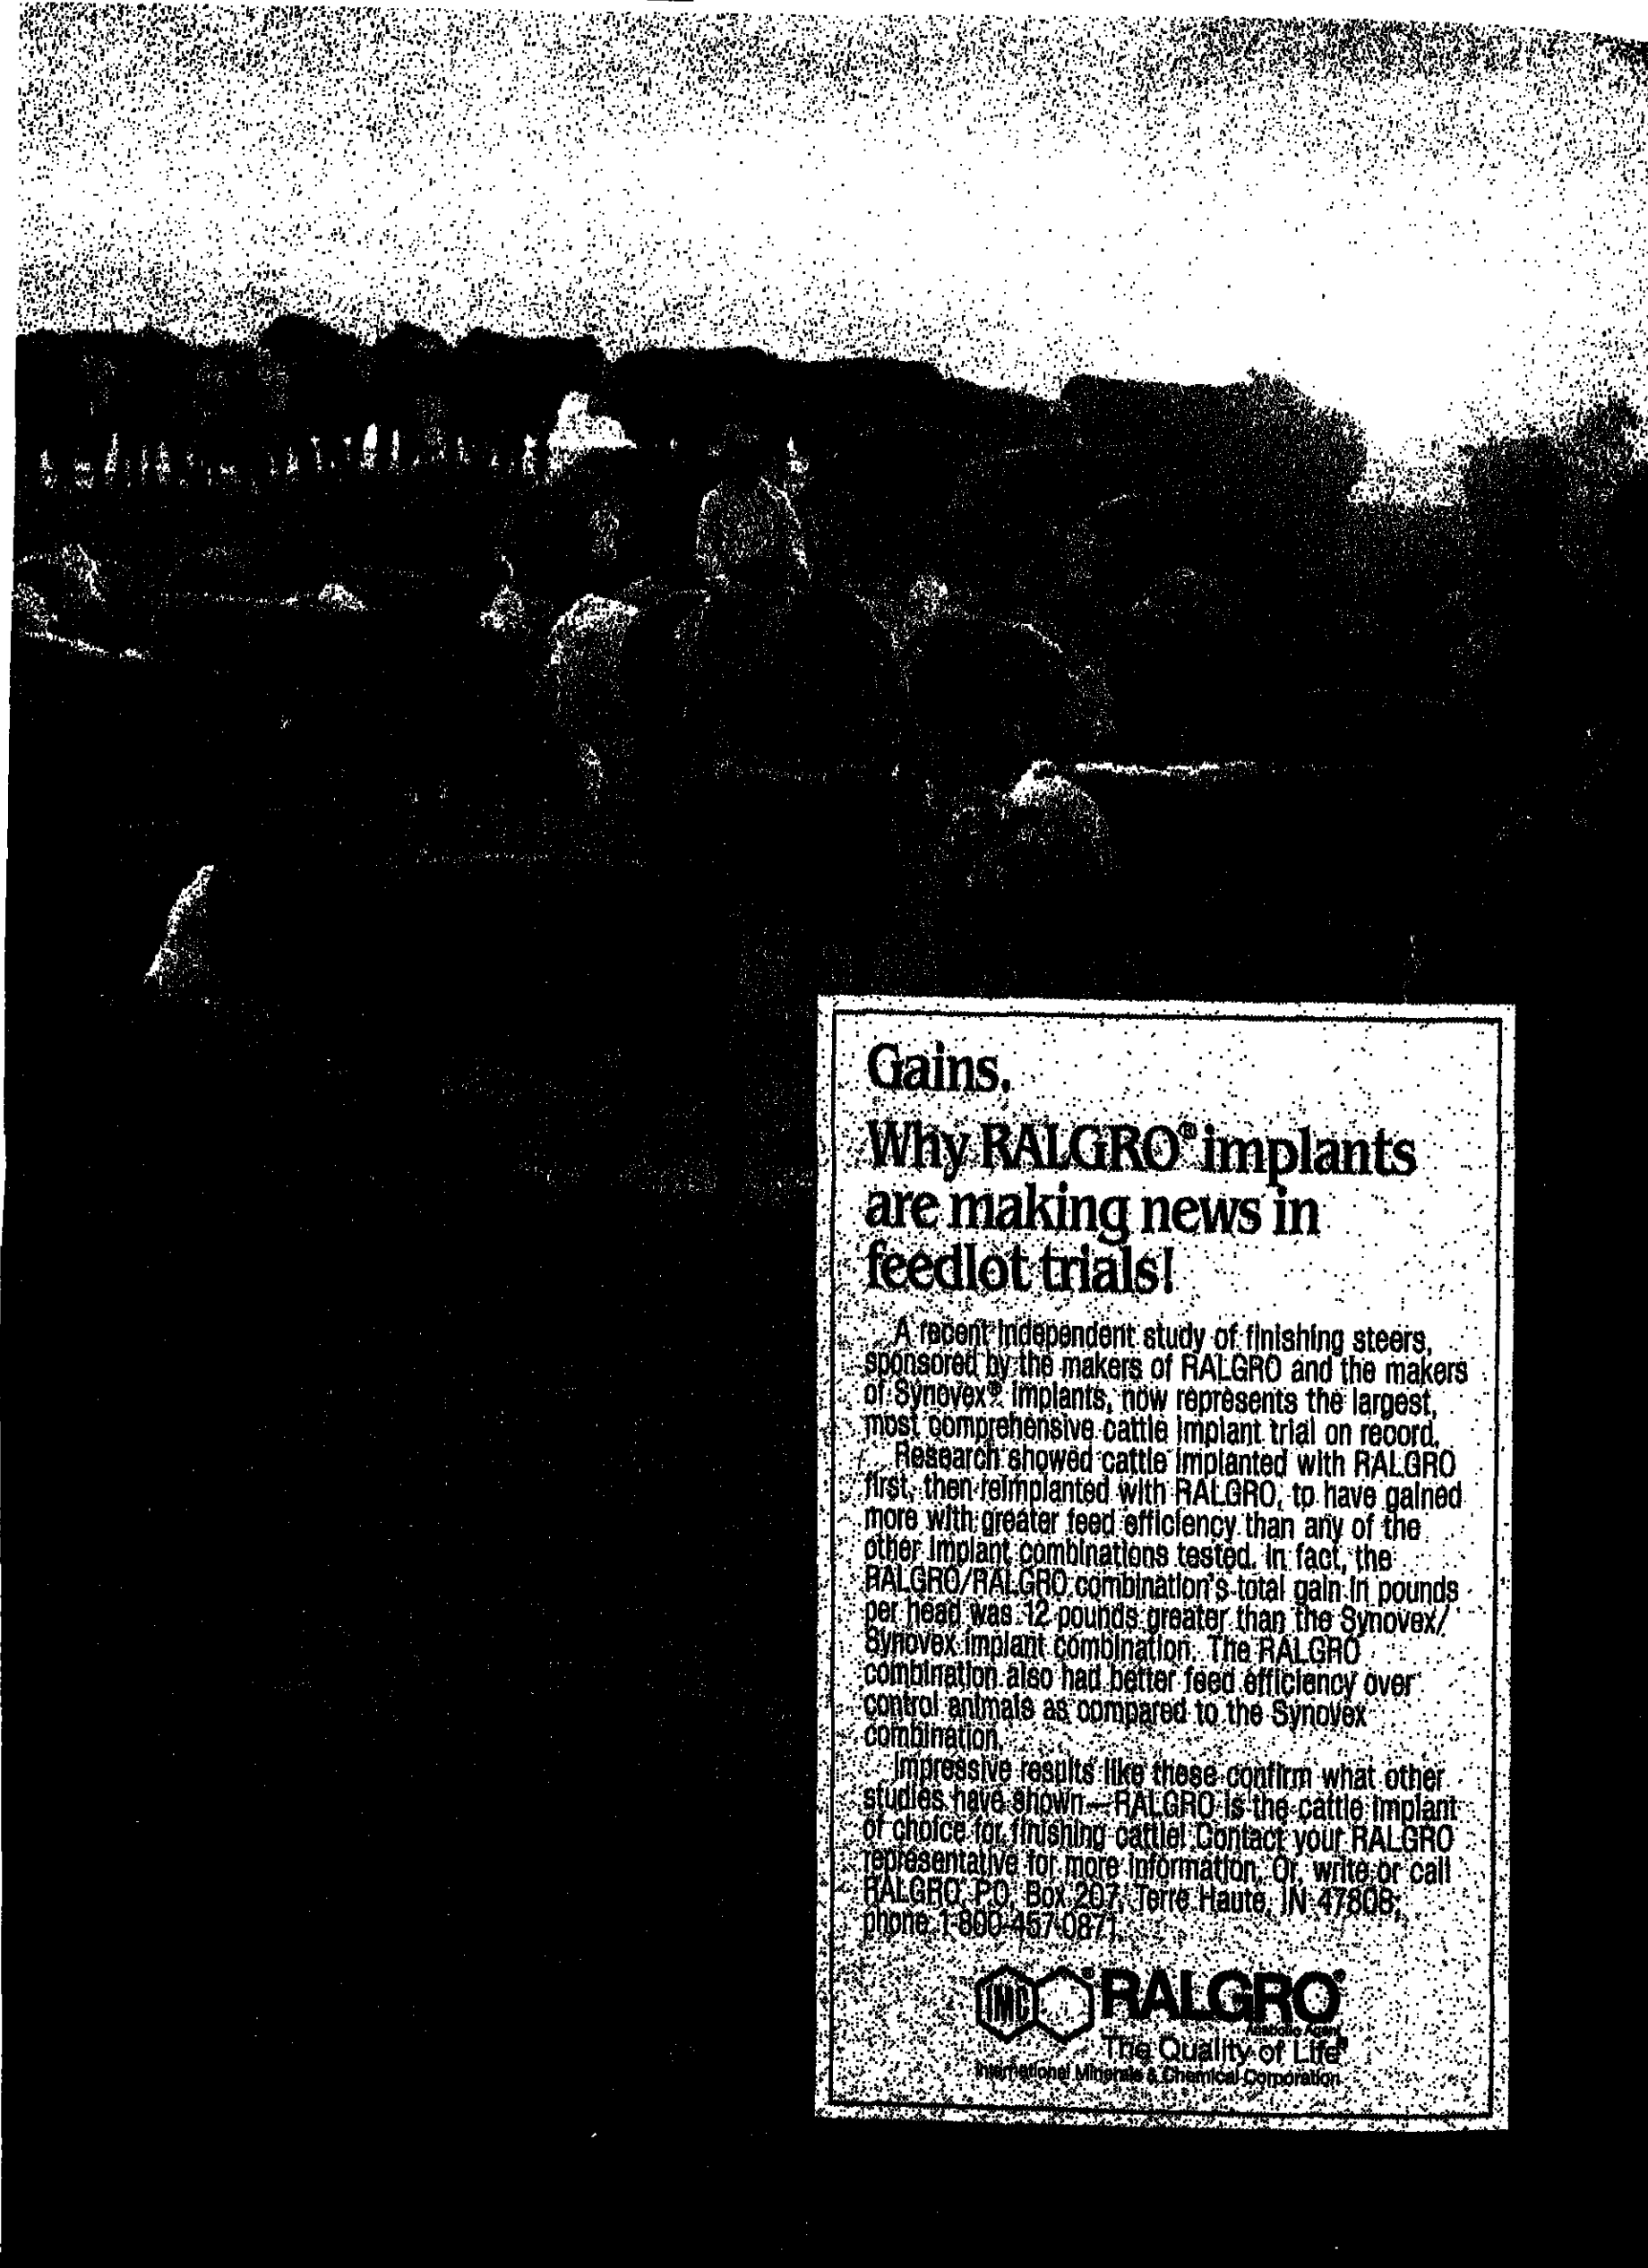 Gains.
Why RALGRO® implants
are making news in
feedlot trials!
A recent independent study of finishing steers,
sponsored by the makers of RALGRO and the makers
of Synovex® implants, now represents the largest,
most comprehensive cattle implant trial on record.
Research showed cattle implanted with RALGRO
first, then reimplanted with RALGRO, to have gained
more with greater feed efficiency than any of the
other implant combinations tested. In fact, the
RALGRO/RALGRO combination's total gain in pounds
per head was 12 pounds greater than the Synovex/
Synovex implant combination. The RALGRO
combination also had better feed efficiency over
control animals as compared to the Synovex
combination.
Impressive results like these confirm what other
studies have shown—RALGRO is the cattle implant
of choice for finishing cattle! Contact your RALGRO
representative for more information. Or, write or call
RALGRO, P.O. Box 207, Terre Haute, IN 47808;
phone 1-800-457-0871.
IMC® RALGRO®
Anabolic Agent
The Quality of Life®
International Minerals & Chemical Corporation